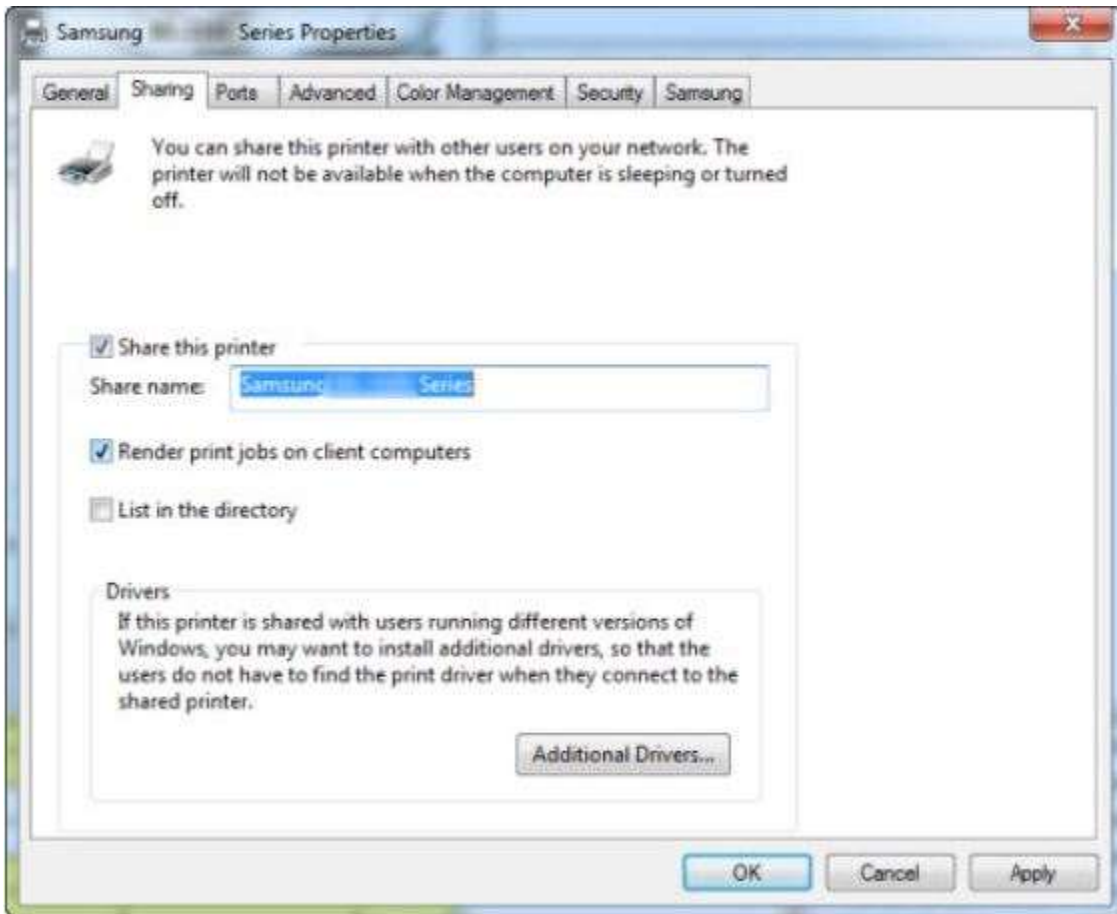 Samsung Series Properties
General Sharing Ports Advanced Color Management Security Samsung
You can share this printer with other users on your network. The
printer will not be available when the computer is sleeping or turned
off.
Share this printer
Share name: Samsung Series
Render print jobs on client computers
List in the directory
Drivers
If this printer is shared with users running different versions of
Windows, you may want to install additional drivers, so that the
users do not have to find the print driver when they connect to the
shared printer.
Additional Drivers...
OK Cancel Apply